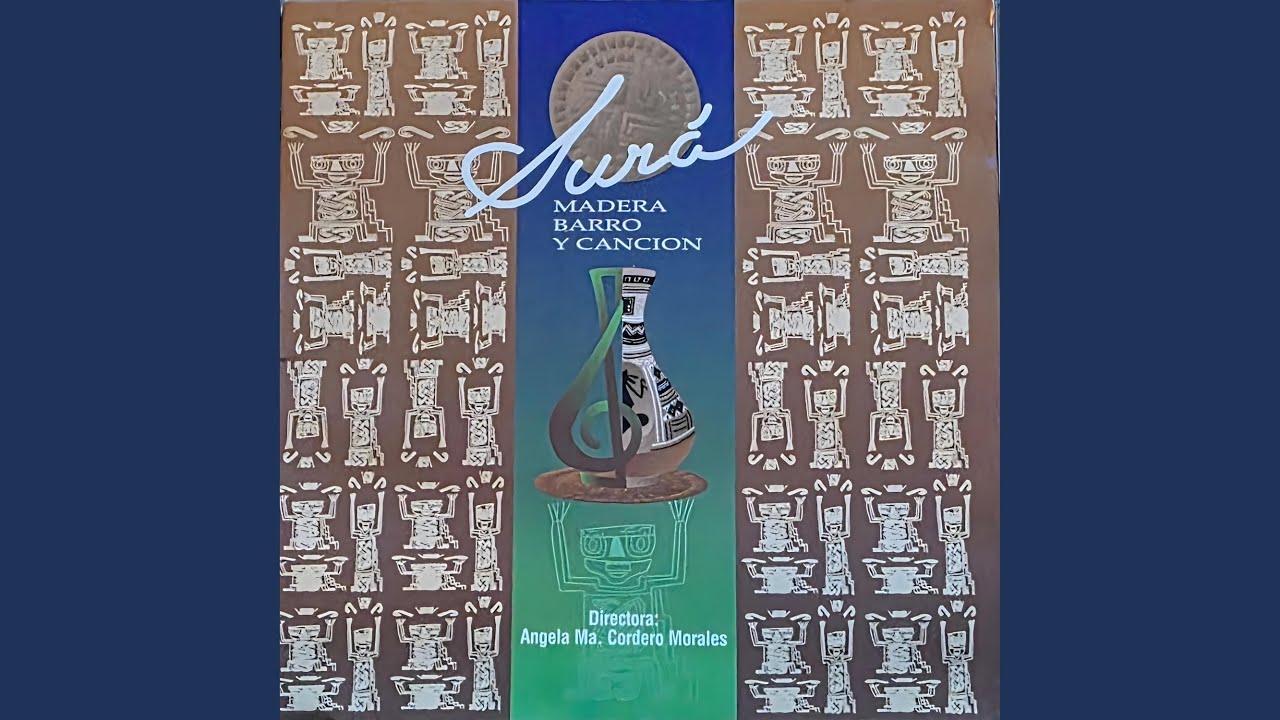 Surá
MADERA
BARRO
Y CANCION
Directora:
Angela Ma. Cordero Morales